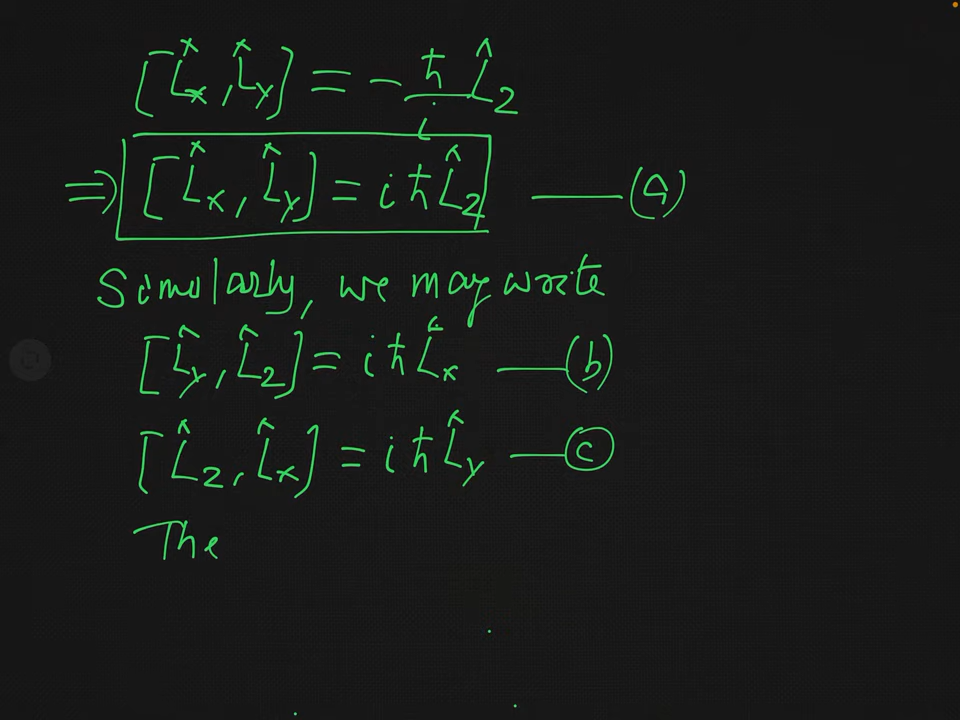 [L̂x, L̂y] = -ħ/i L̂z
⇒ [L̂x, L̂y] = iħL̂z —— (a)
Similarly, we may write
[L̂y, L̂z] = iħL̂x —— (b)
[L̂z, L̂x] = iħL̂y —— (c)
The